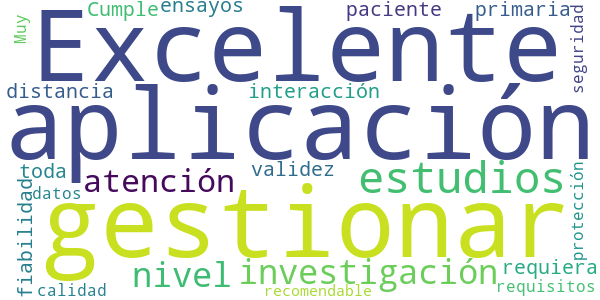 Muy
Cumple
ensayos
paciente
primaria
Excelente
seguridad
distancia
interacción
aplicación
toda
atención
validez
estudios
datos
gestionar
protección
fiabilidad
nivel
investigación
requiera
calidad
recomendable
requisitos